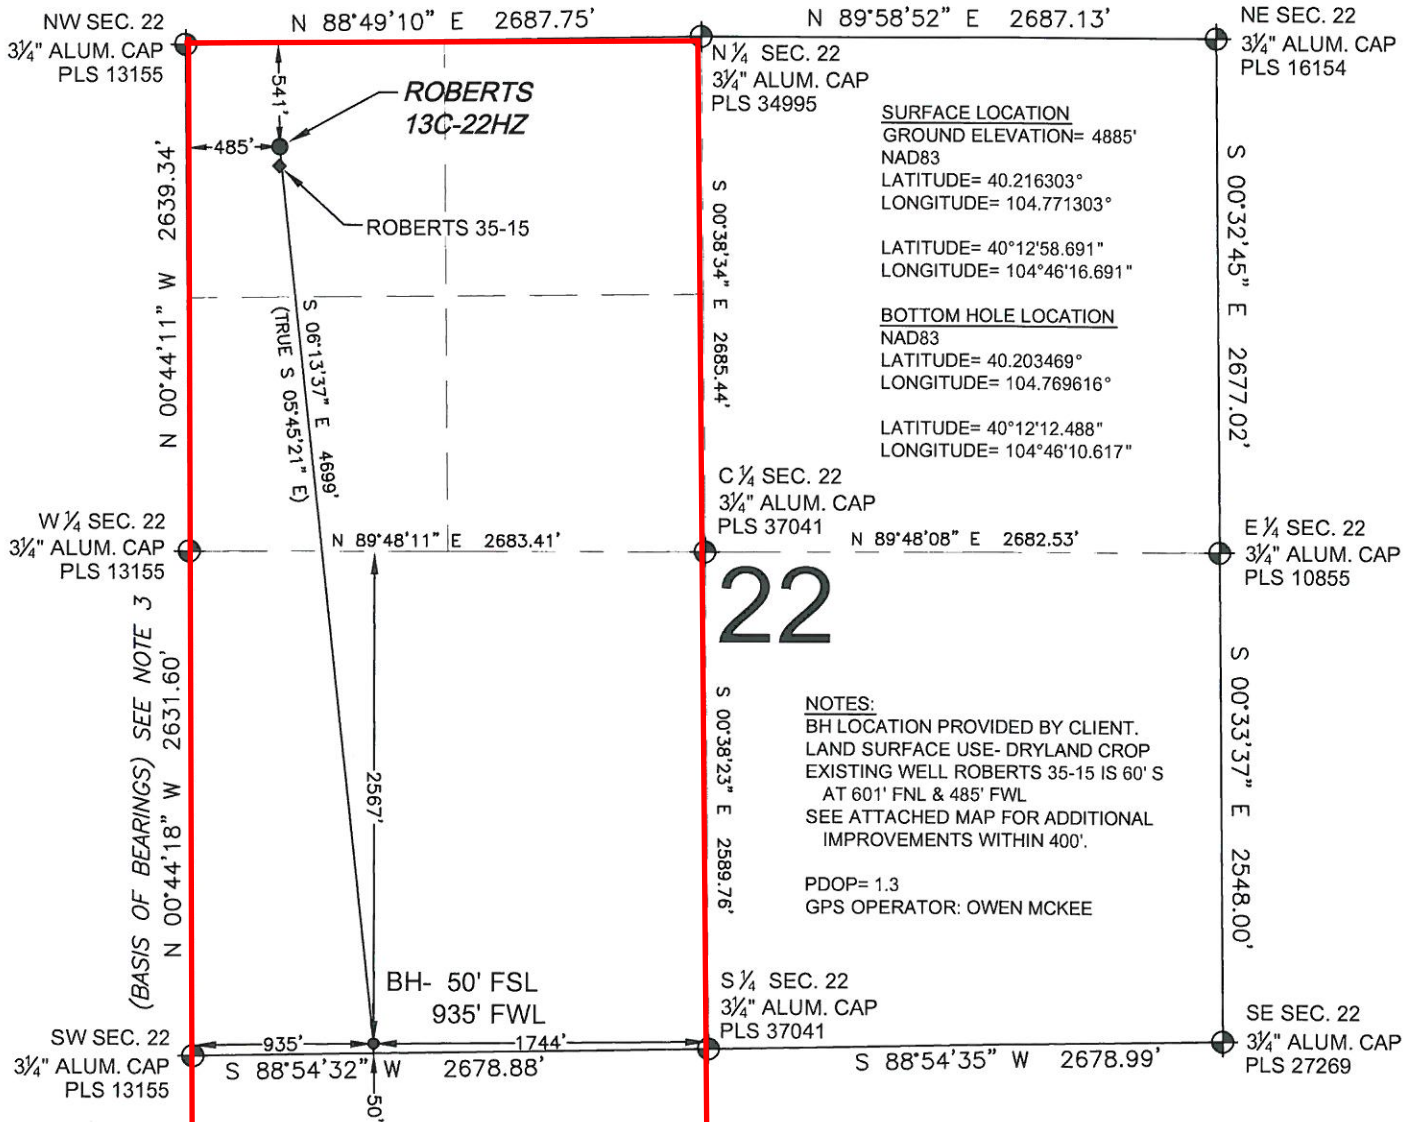 NW SEC. 22
3¼" ALUM. CAP
PLS 13155
N 88°49'10" E 2687.75'
N 89°58'52" E 2687.13'
NE SEC. 22
3¼" ALUM. CAP
PLS 16154
N ¼ SEC. 22
3¼" ALUM. CAP
PLS 34995
541'
ROBERTS
13C-22HZ
485'
ROBERTS 35-15
N 00°44'11" W 2639.34'
S 00°38'34" E 2685.44'
SURFACE LOCATION
GROUND ELEVATION= 4885'
NAD83
LATITUDE= 40.216303°
LONGITUDE= 104.771303°
LATITUDE= 40°12'58.691"
LONGITUDE= 104°46'16.691"
BOTTOM HOLE LOCATION
NAD83
LATITUDE= 40.203469°
LONGITUDE= 104.769616°
LATITUDE= 40°12'12.488"
LONGITUDE= 104°46'10.617"
S 00°32'45" E 2677.02'
S 06°13'37" E 4699'
(TRUE S 05°45'21" E)
W ¼ SEC. 22
3¼" ALUM. CAP
PLS 13155
N 89°48'11" E 2683.41'
C ¼ SEC. 22
3¼" ALUM. CAP
PLS 37041
N 89°48'08" E 2682.53'
E ¼ SEC. 22
3¼" ALUM. CAP
PLS 10855
22
(BASIS OF BEARINGS) SEE NOTE 3
N 00°44'18" W 2631.60'
2567'
S 00°38'23" E 2589.76'
NOTES:
BH LOCATION PROVIDED BY CLIENT.
LAND SURFACE USE- DRYLAND CROP
EXISTING WELL ROBERTS 35-15 IS 60' S
AT 601' FNL & 485' FWL
SEE ATTACHED MAP FOR ADDITIONAL
IMPROVEMENTS WITHIN 400'.
PDOP= 1.3
GPS OPERATOR: OWEN MCKEE
S 00°33'37" E 2548.00'
BH- 50' FSL
935' FWL
S ¼ SEC. 22
3¼" ALUM. CAP
PLS 37041
SW SEC. 22
3¼" ALUM. CAP
PLS 13155
935'
1744'
S 88°54'32" W 2678.88'
50'
S 88°54'35" W 2678.99'
SE SEC. 22
3¼" ALUM. CAP
PLS 27269